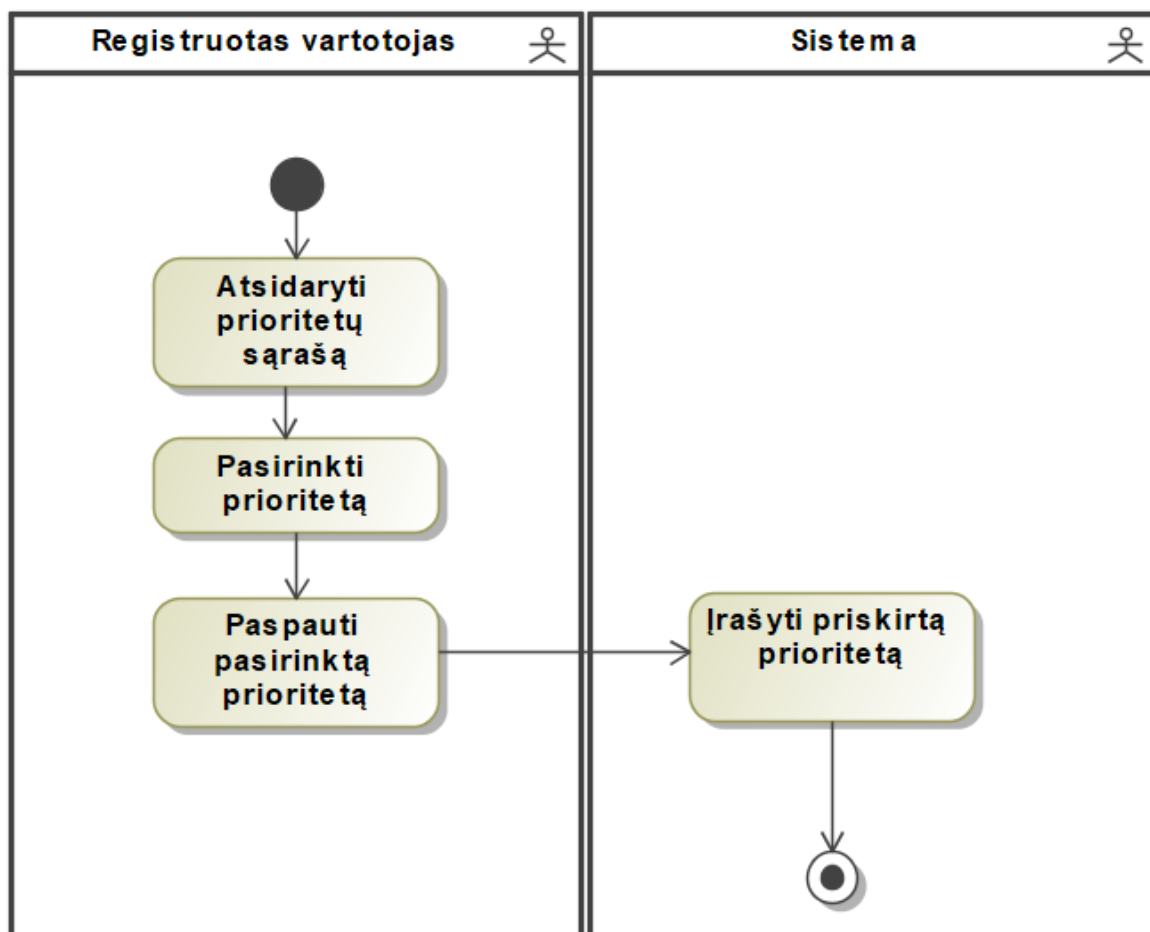 Registruotas vartotojas
Sistema
Atsidaryti
prioritetų
sąrašą
Pasirinkti
prioritetą
Paspauti
pasirinktą
prioritetą
Įrašyti priskirtą
prioritetą